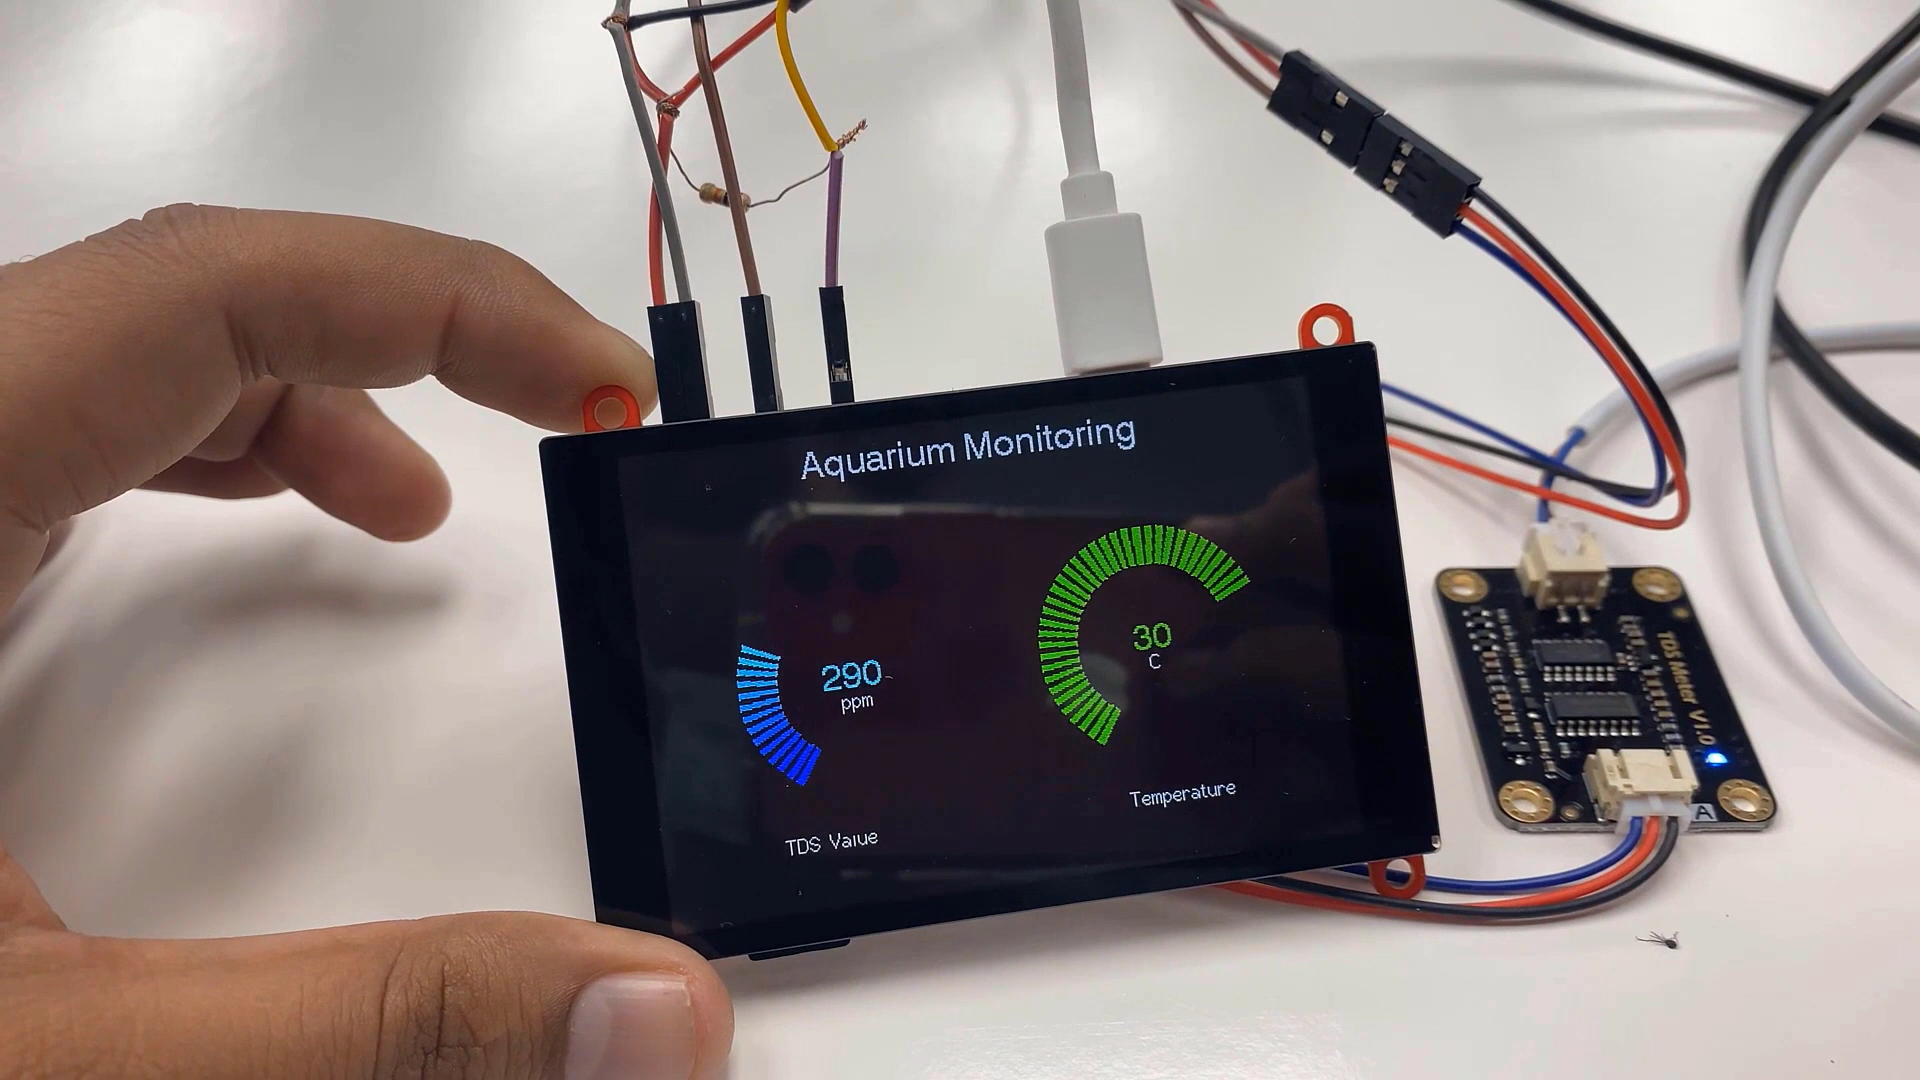 Aquarium Monitoring
290
ppm
30
C
TDS Value
Temperature
TDS Meter V1.0
A